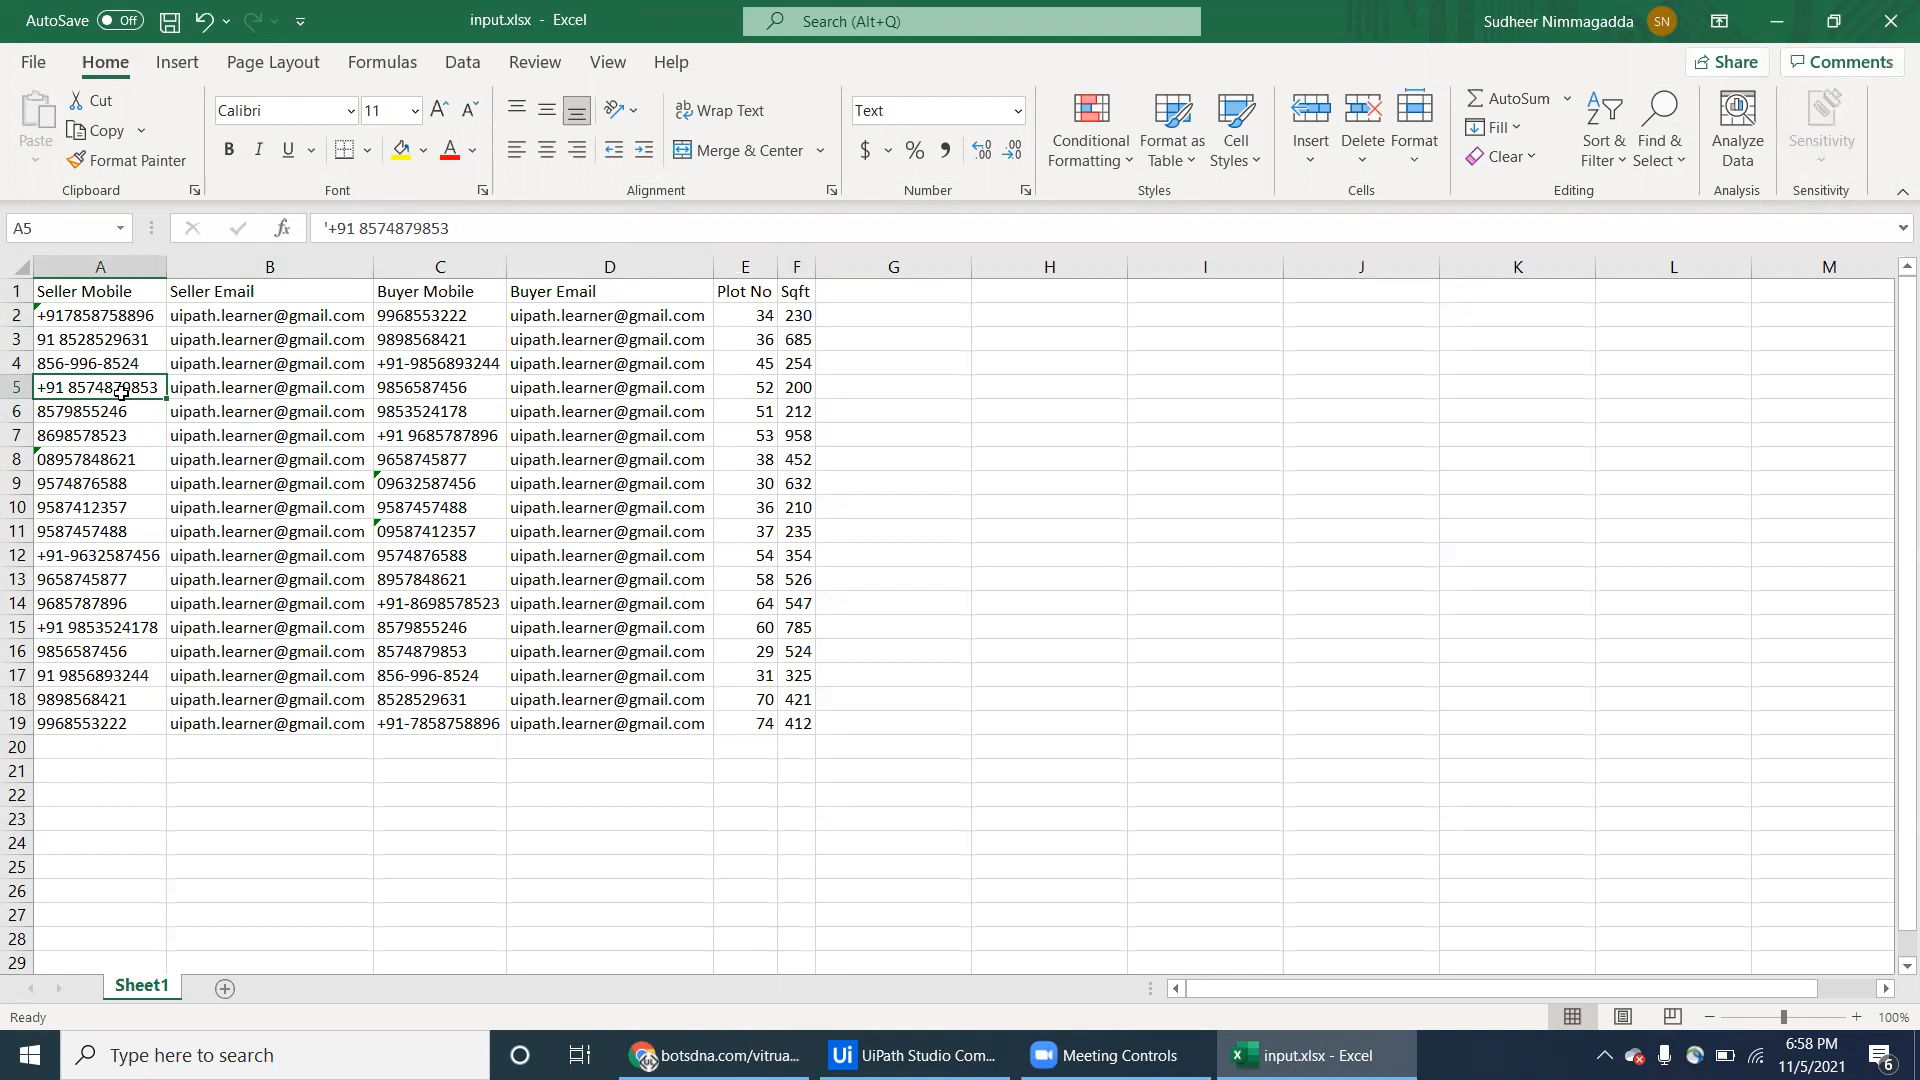 AutoSave Off input.xlsx - Excel Search (Alt+Q) Sudheer Nimmagadda SN
File Home Insert Page Layout Formulas Data Review View Help Share Comments
Paste Cut Copy Format Painter Clipboard
Calibri 11 B I U A Font
Wrap Text Merge & Center Alignment
Text $ % Number
Conditional Formatting Format as Table Cell Styles Styles
Insert Delete Format Cells
AutoSum Fill Clear Sort & Filter Find & Select Editing
Analyze Data Analysis
Sensitivity Sensitivity
A5 fx '+91 8574879853
A B C D E F G H I J K L M
1 Seller Mobile Seller Email Buyer Mobile Buyer Email Plot No Sqft
2 +917858758896 uipath.learner@gmail.com 9968553222 uipath.learner@gmail.com 34 230
3 91 8528529631 uipath.learner@gmail.com 9898568421 uipath.learner@gmail.com 36 685
4 856-996-8524 uipath.learner@gmail.com +91-9856893244 uipath.learner@gmail.com 45 254
5 +91 8574879853 uipath.learner@gmail.com 9856587456 uipath.learner@gmail.com 52 200
6 8579855246 uipath.learner@gmail.com 9853524178 uipath.learner@gmail.com 51 212
7 8698578523 uipath.learner@gmail.com +91 9685787896 uipath.learner@gmail.com 53 958
8 08957848621 uipath.learner@gmail.com 9658745877 uipath.learner@gmail.com 38 452
9 9574876588 uipath.learner@gmail.com 09632587456 uipath.learner@gmail.com 30 632
10 9587412357 uipath.learner@gmail.com 9587457488 uipath.learner@gmail.com 36 210
11 9587457488 uipath.learner@gmail.com 09587412357 uipath.learner@gmail.com 37 235
12 +91-9632587456 uipath.learner@gmail.com 9574876588 uipath.learner@gmail.com 54 354
13 9658745877 uipath.learner@gmail.com 8957848621 uipath.learner@gmail.com 58 526
14 9685787896 uipath.learner@gmail.com +91-8698578523 uipath.learner@gmail.com 64 547
15 +91 9853524178 uipath.learner@gmail.com 8579855246 uipath.learner@gmail.com 60 785
16 9856587456 uipath.learner@gmail.com 8574879853 uipath.learner@gmail.com 29 524
17 91 9856893244 uipath.learner@gmail.com 856-996-8524 uipath.learner@gmail.com 31 325
18 9898568421 uipath.learner@gmail.com 8528529631 uipath.learner@gmail.com 70 421
19 9968553222 uipath.learner@gmail.com +91-7858758896 uipath.learner@gmail.com 74 412
20
21
22
23
24
25
26
27
28
29
Sheet1
Ready 100%
Type here to search botsdna.com/vitrua... Ui UiPath Studio Com... Meeting Controls input.xlsx - Excel 6:58 PM
11/5/2021 6